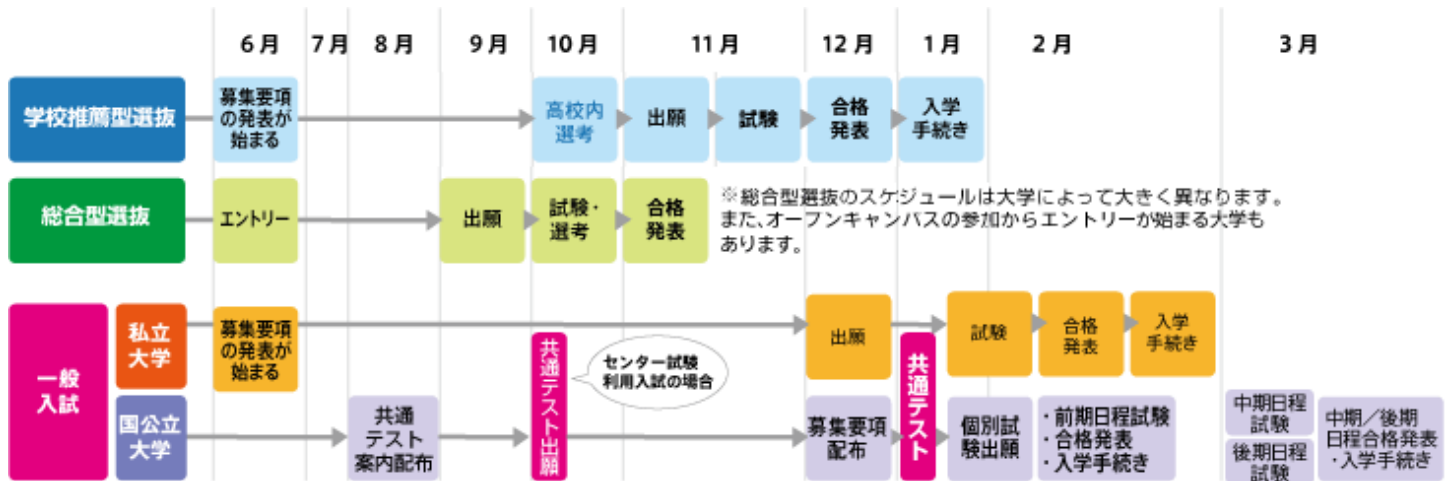 6月 7月 8月 9月 10月 11月 12月 1月 2月 3月
学校推薦型選抜
募集要項
の発表が
始まる
高校内
選考
出願
試験
合格
発表
入学
手続き
総合型選抜
エントリー
出願
試験・
選考
合格
発表
※総合型選抜のスケジュールは大学によって大きく異なります。
また、オープンキャンパスの参加からエントリーが始まる大学も
あります。
一般
入試
私立
大学
募集要項
の発表が
始まる
共通テスト出願
センター試験
利用入試の場合
出願
共通テスト
試験
合格
発表
入学
手続き
国公立
大学
共通
テスト
案内配布
募集要項
配布
個別試
験出願
・前期日程試験
・合格発表
・入学手続き
中期日程
試験
後期日程
試験
中期／後期
日程合格発表
・入学手続き